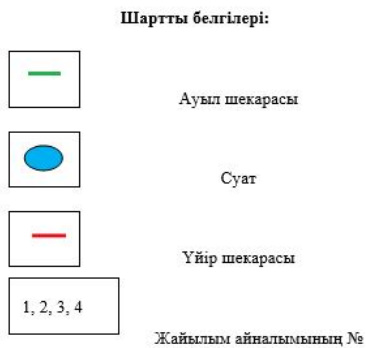 Шартты белгілері:
Ауыл шекарасы
Суат
Үйір шекарасы
1, 2, 3, 4
Жайылым айналымының №